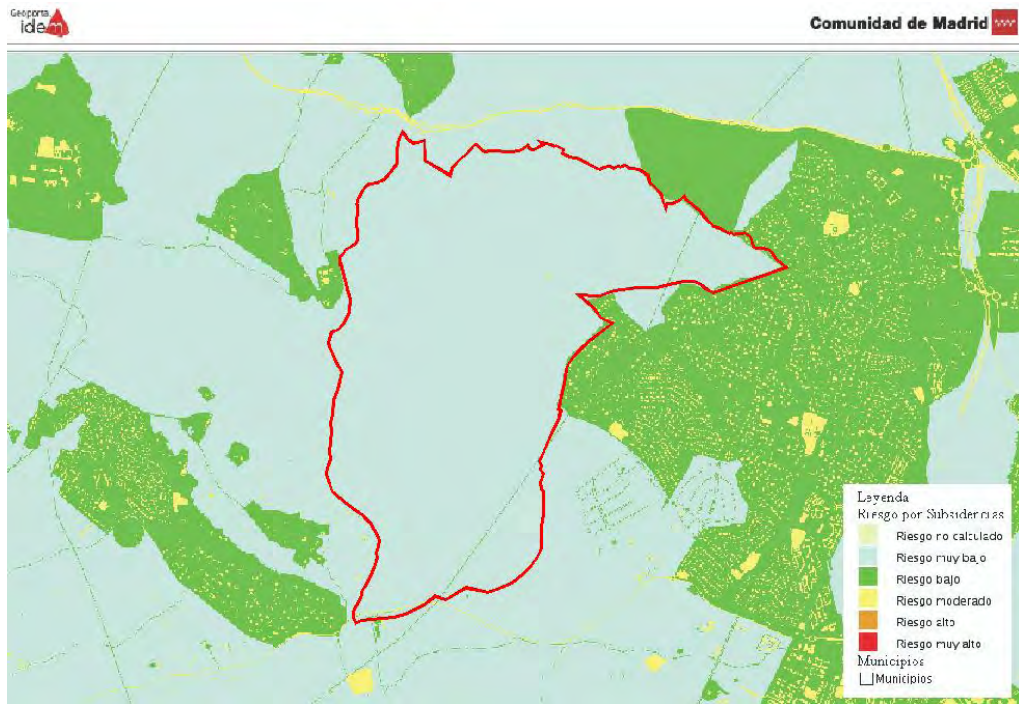 Geoportal
idem
Comunidad de Madrid
Leyenda
Riesgo por Subsidencias
Riesgo no calculado
Riesgo muy bajo
Riesgo bajo
Riesgo moderado
Riesgo alto
Riesgo muy alto
Municipios
Municipios